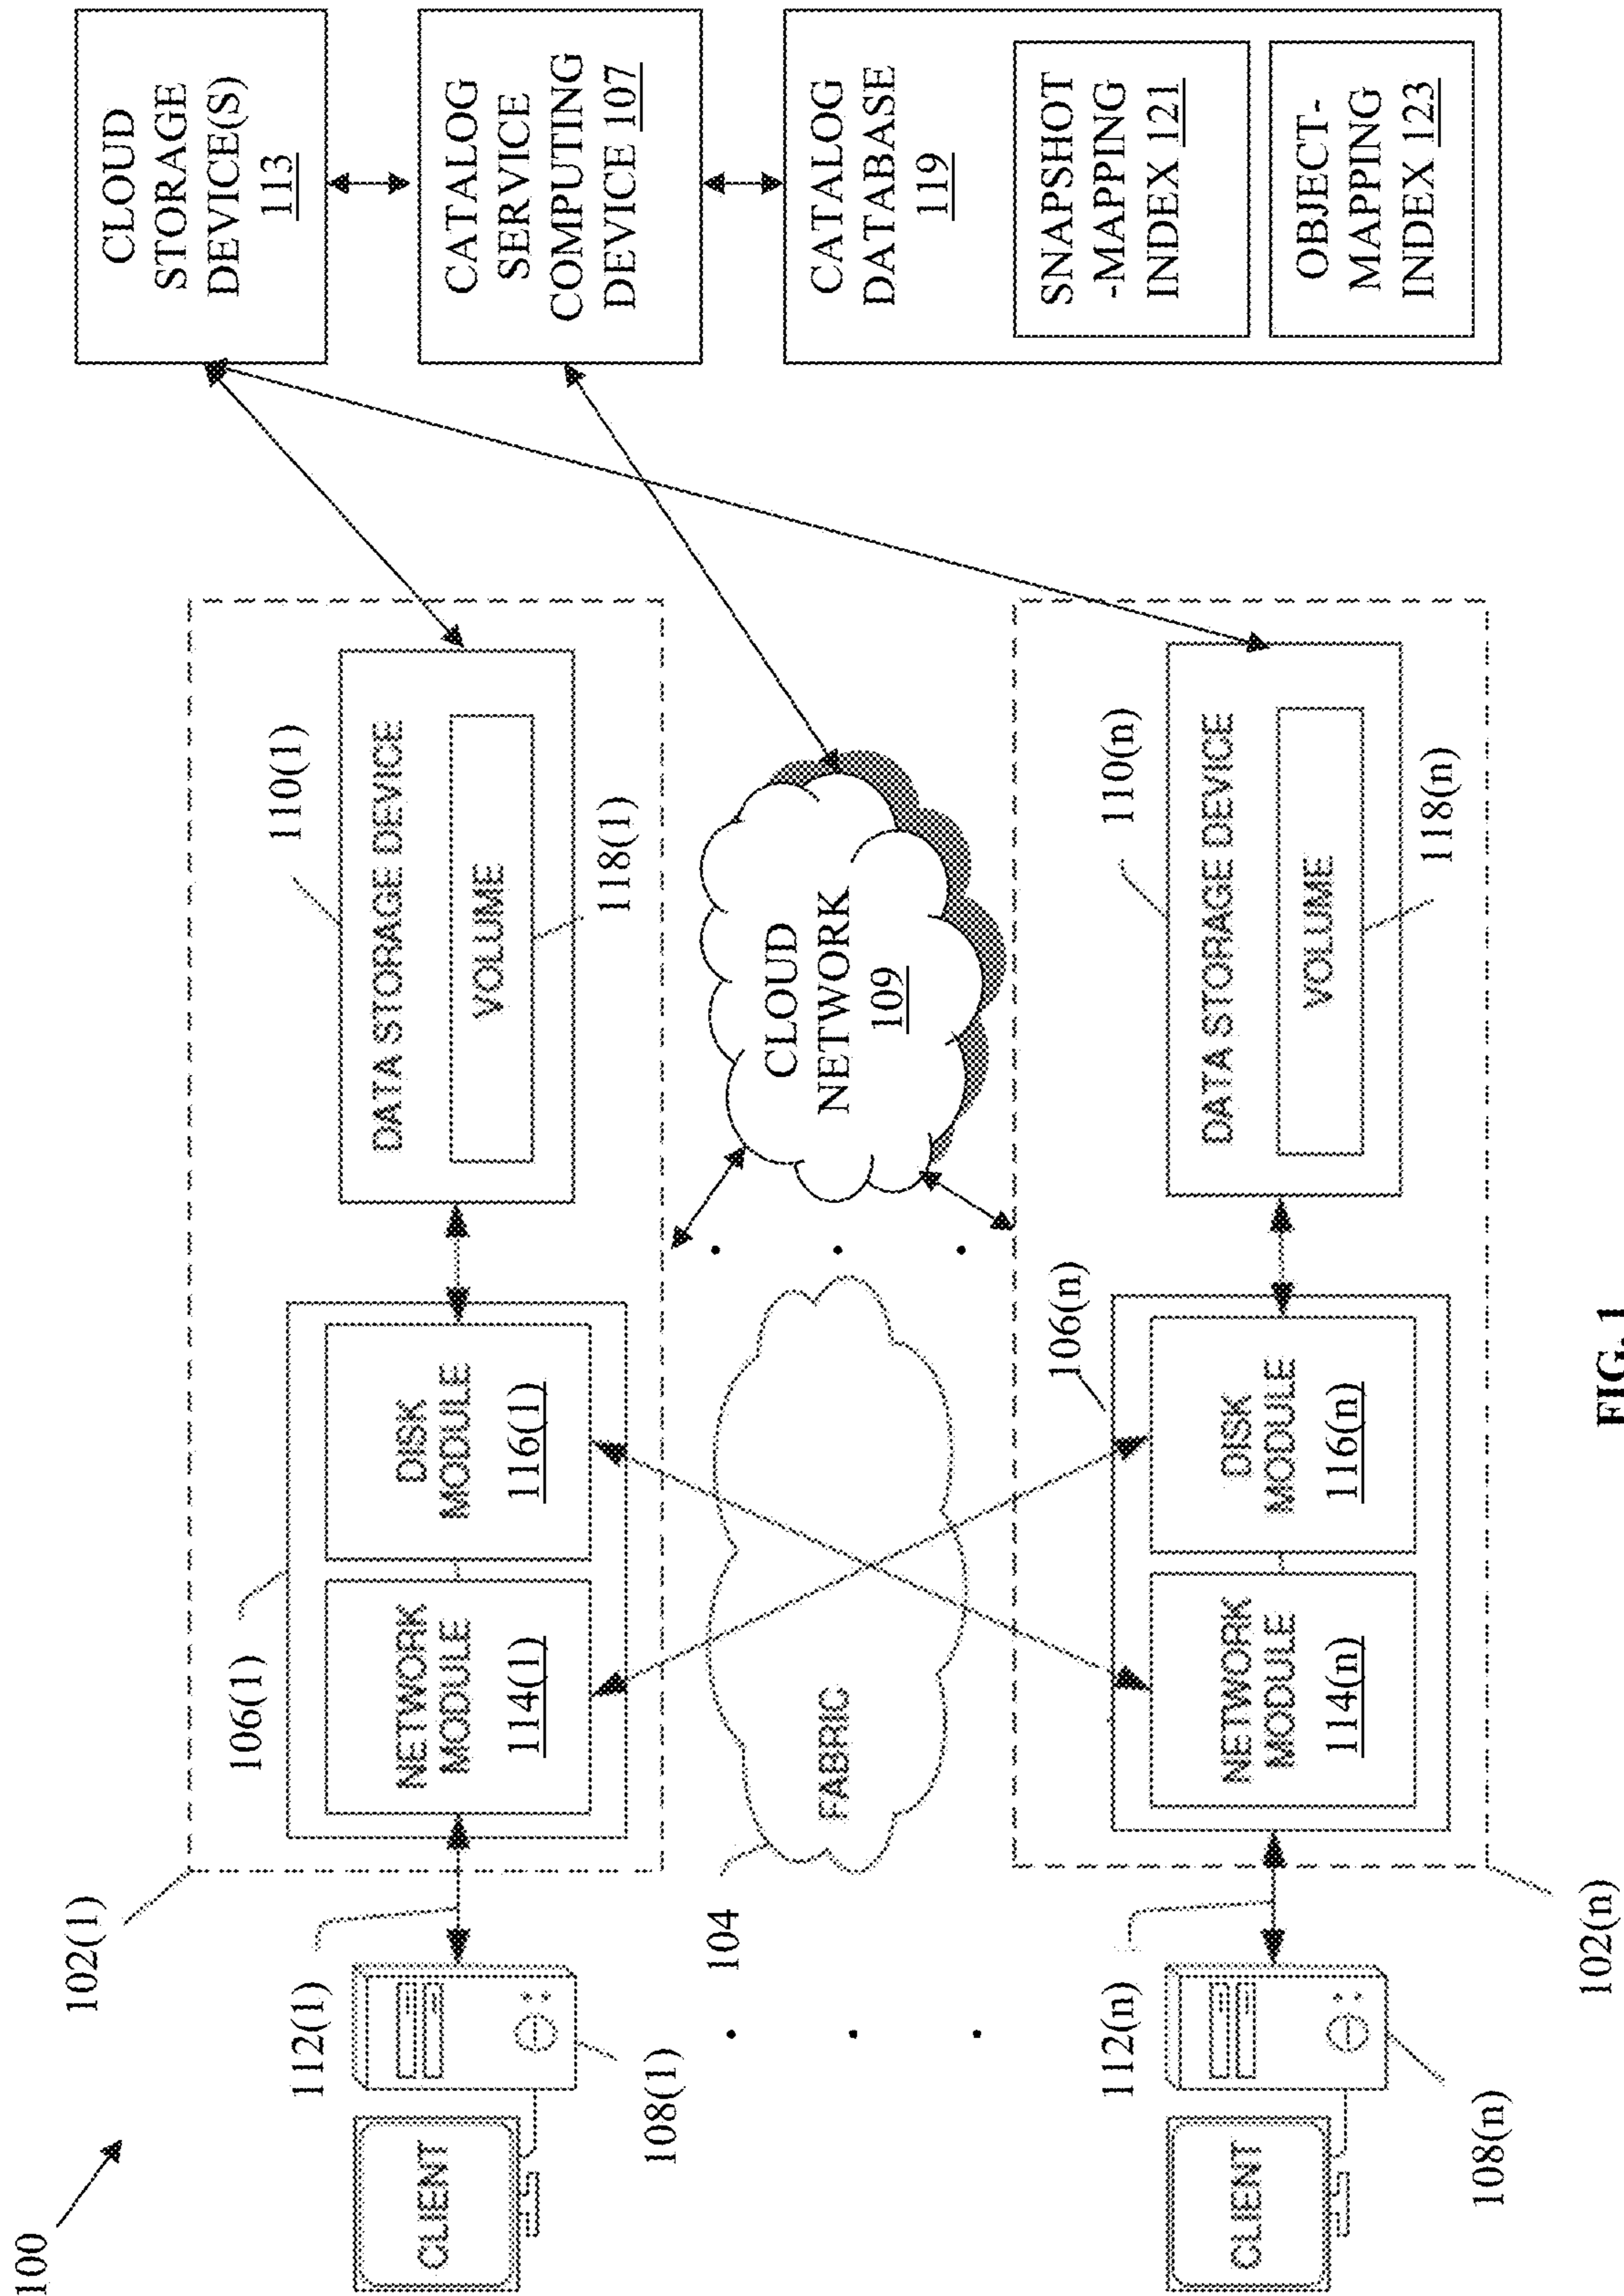 100
102(1)
106(1)
112(1)
CLIENT
108(1)
NETWORK
MODULE
114(1)
DISK
MODULE
116(1)
110(1)
DATA STORAGE DEVICE
VOLUME
118(1)
104
FABRIC
CLOUD
NETWORK
109
CLOUD
STORAGE
DEVICE(S)
113
CATALOG
SERVICE
COMPUTING
DEVICE 107
CATALOG
DATABASE
119
SNAPSHOT
-MAPPING
INDEX 121
OBJECT-
MAPPING
INDEX 123
106(n)
112(n)
CLIENT
108(n)
NETWORK
MODULE
114(n)
DISK
MODULE
116(n)
110(n)
DATA STORAGE DEVICE
VOLUME
118(n)
102(n)
FIG. 1